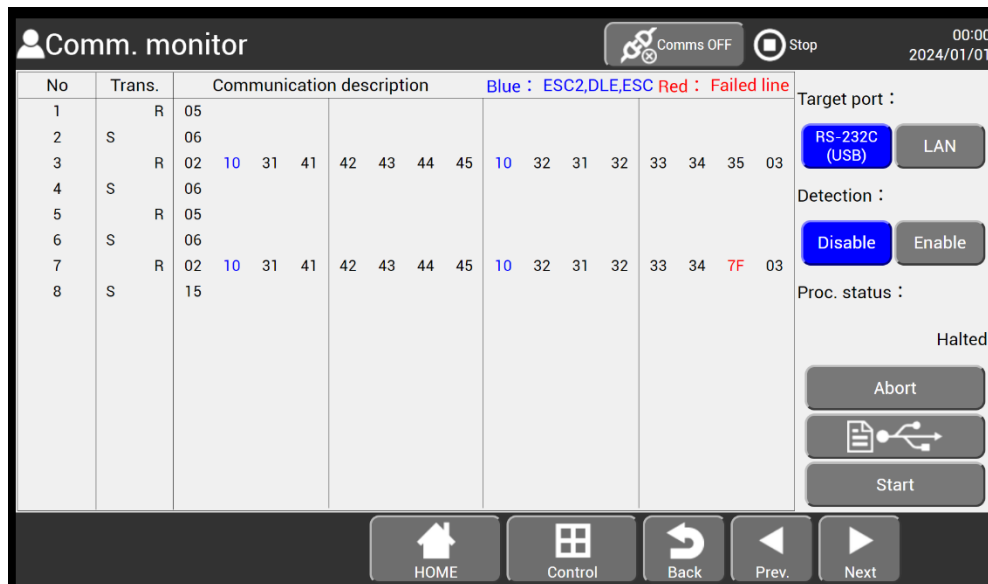 Comm. monitor
Comms OFF
Stop
00:00
2024/01/01
No Trans. Communication description Blue : ESC2,DLE,ESC Red : Failed line
1 R 05
2 S 06
3 R 02 10 31 41 42 43 44 45 10 32 31 32 33 34 35 03
4 S 06
5 R 05
6 S 06
7 R 02 10 31 41 42 43 44 45 10 32 31 32 33 34 7F 03
8 S 15
Target port :
RS-232C
(USB)
LAN
Detection :
Disable
Enable
Proc. status :
Halted
Abort
Start
HOME
Control
Back
Prev.
Next